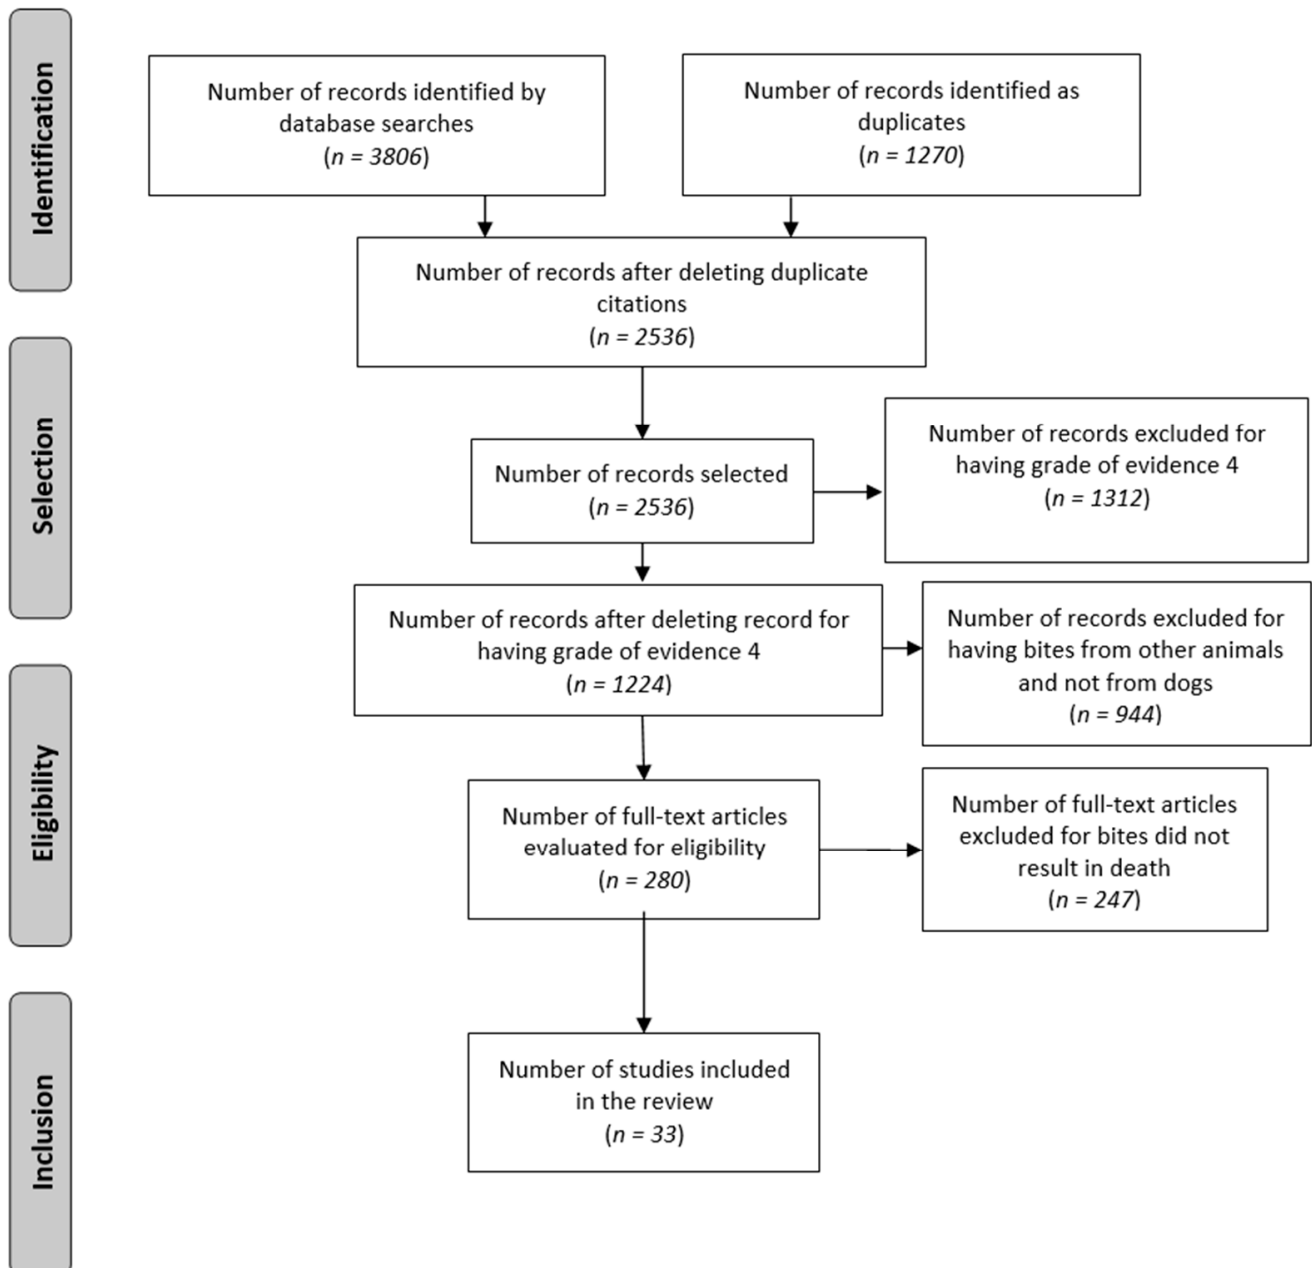 Identification
Number of records identified by
database searches
(n = 3806)
Number of records identified as
duplicates
(n = 1270)
Number of records after deleting duplicate
citations
(n = 2536)
Selection
Number of records selected
(n = 2536)
Number of records excluded for
having grade of evidence 4
(n = 1312)
Number of records after deleting record for
having grade of evidence 4
(n = 1224)
Number of records excluded for
having bites from other animals
and not from dogs
(n = 944)
Eligibility
Number of full-text articles
evaluated for eligibility
(n = 280)
Number of full-text articles
excluded for bites did not
result in death
(n = 247)
Inclusion
Number of studies included
in the review
(n = 33)